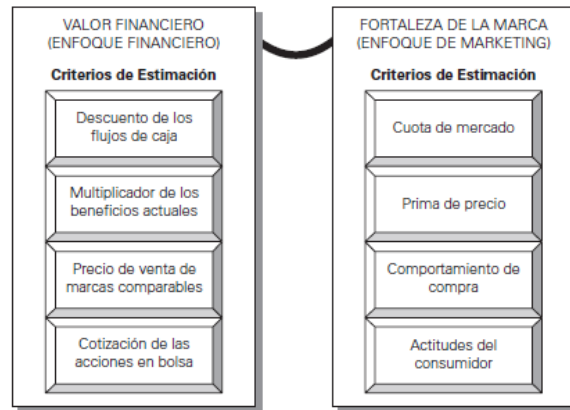 VALOR FINANCIERO
(ENFOQUE FINANCIERO)
Criterios de Estimación
Descuento de los
flujos de caja
Multiplicador de los
beneficios actuales
Precio de venta de
marcas comparables
Cotización de las
acciones en bolsa
FORTALEZA DE LA MARCA
(ENFOQUE DE MARKETING)
Criterios de Estimación
Cuota de mercado
Prima de precio
Comportamiento de
compra
Actitudes del
consumidor